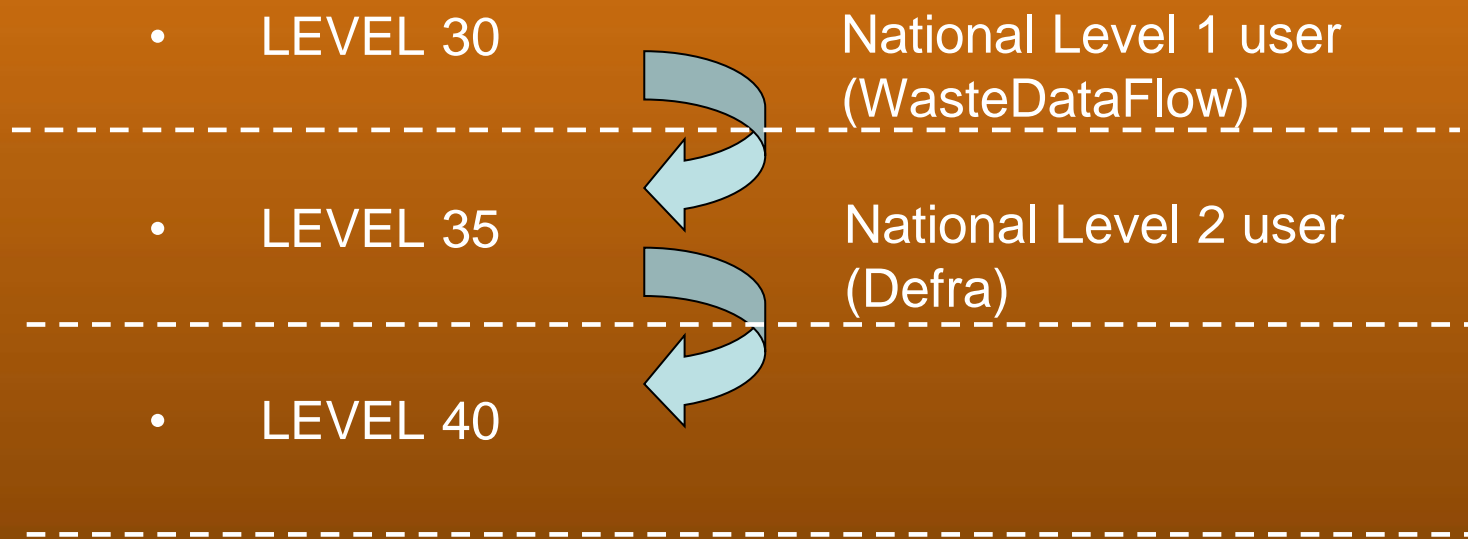 • LEVEL 30 National Level 1 user
(WasteDataFlow)
• LEVEL 35 National Level 2 user
(Defra)
• LEVEL 40